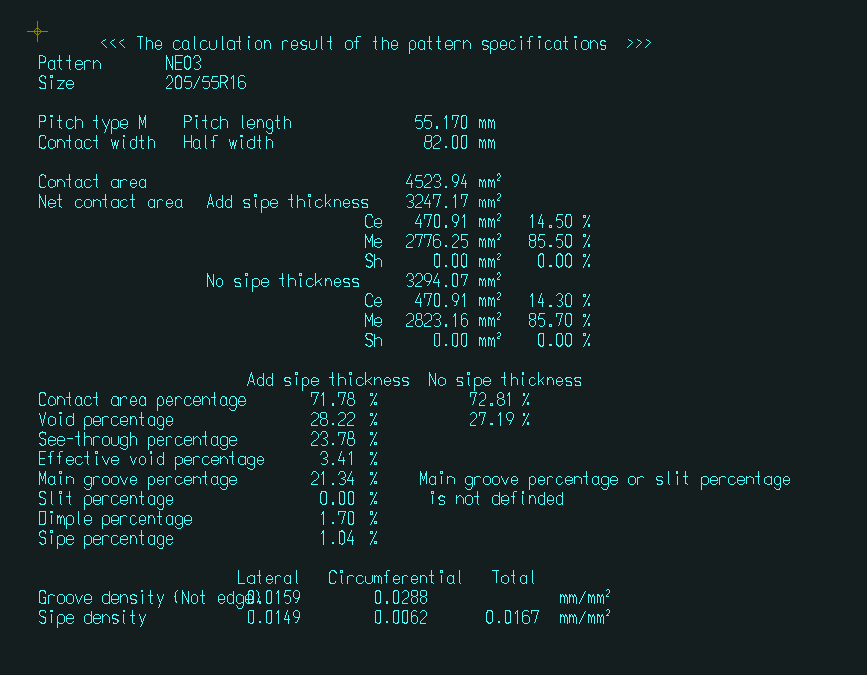 <<< The calculation result of the pattern specifications >>>
Pattern NE03
Size 205/55R16
Pitch type M Pitch length 55.170 mm
Contact width Half width 82.00 mm
Contact area 4523.94 mm²
Net contact area Add sipe thickness 3247.17 mm²
Ce 470.91 mm² 14.50 %
Me 2776.25 mm² 85.50 %
Sh 0.00 mm² 0.00 %
No sipe thickness 3294.07 mm²
Ce 470.91 mm² 14.30 %
Me 2823.16 mm² 85.70 %
Sh 0.00 mm² 0.00 %
Add sipe thickness No sipe thickness
Contact area percentage 71.78 % 72.81 %
Void percentage 28.22 % 27.19 %
See-through percentage 23.78 %
Effective void percentage 3.41 %
Main groove percentage 21.34 % Main groove percentage or slit percentage
Slit percentage 0.00 % is not definded
Dimple percentage 1.70 %
Sipe percentage 1.04 %
Lateral Circumferential Total
Groove density (Not edge) 0.0159 0.0288 mm/mm²
Sipe density 0.0149 0.0062 0.0167 mm/mm²